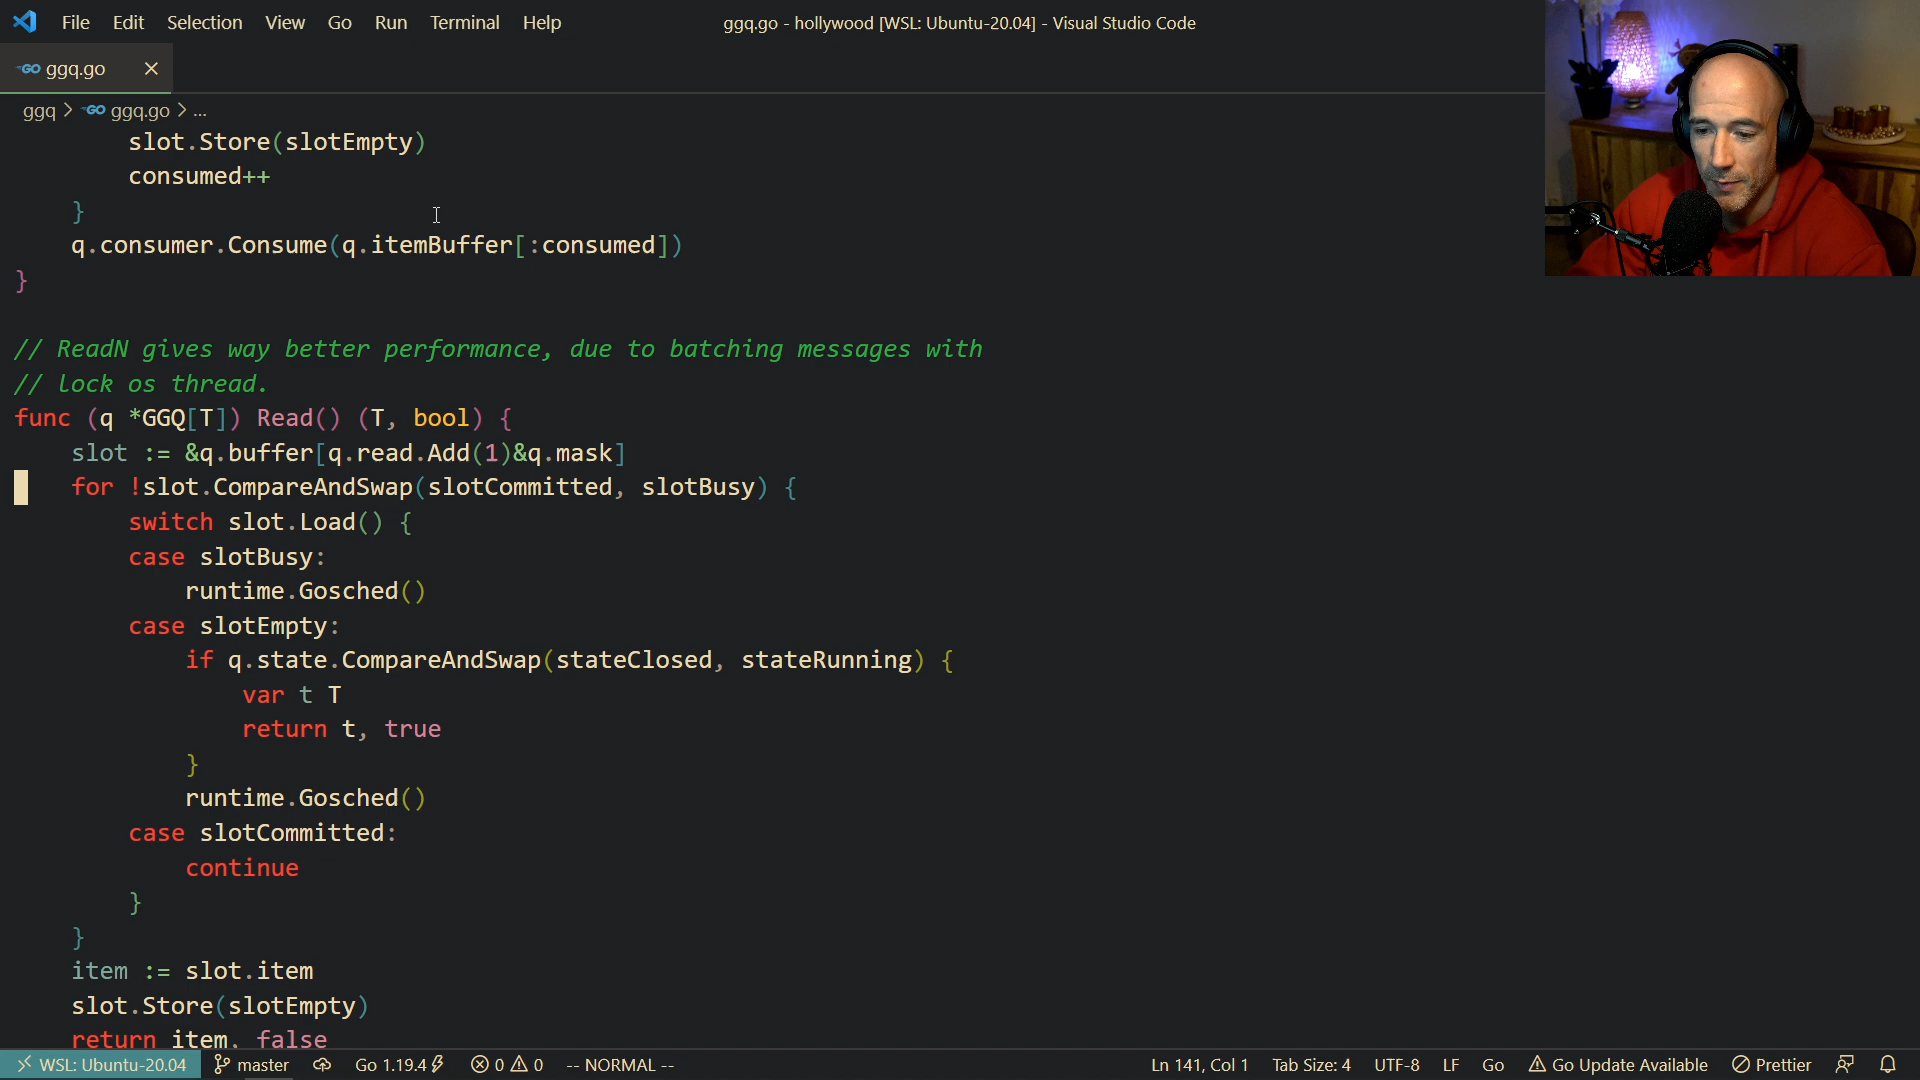 File Edit Selection View Go Run Terminal Help
ggq.go - hollywood [WSL: Ubuntu-20.04] - Visual Studio Code
GO ggq.go
ggq > GO ggq.go > ...
slot.Store(slotEmpty)
consumed++
}
q.consumer.Consume(q.itemBuffer[:consumed])
}
// ReadN gives way better performance, due to batching messages with
// lock os thread.
func (q *GGQ[T]) Read() (T, bool) {
slot := &q.buffer[q.read.Add(1)&q.mask]
for !slot.CompareAndSwap(slotCommitted, slotBusy) {
switch slot.Load() {
case slotBusy:
runtime.Gosched()
case slotEmpty:
if q.state.CompareAndSwap(stateClosed, stateRunning) {
var t T
return t, true
}
runtime.Gosched()
case slotCommitted:
continue
}
}
item := slot.item
slot.Store(slotEmpty)
return item, false
WSL: Ubuntu-20.04 master Go 1.19.4 0 0 -- NORMAL -- Ln 141, Col 1 Tab Size: 4 UTF-8 LF Go Go Update Available Prettier